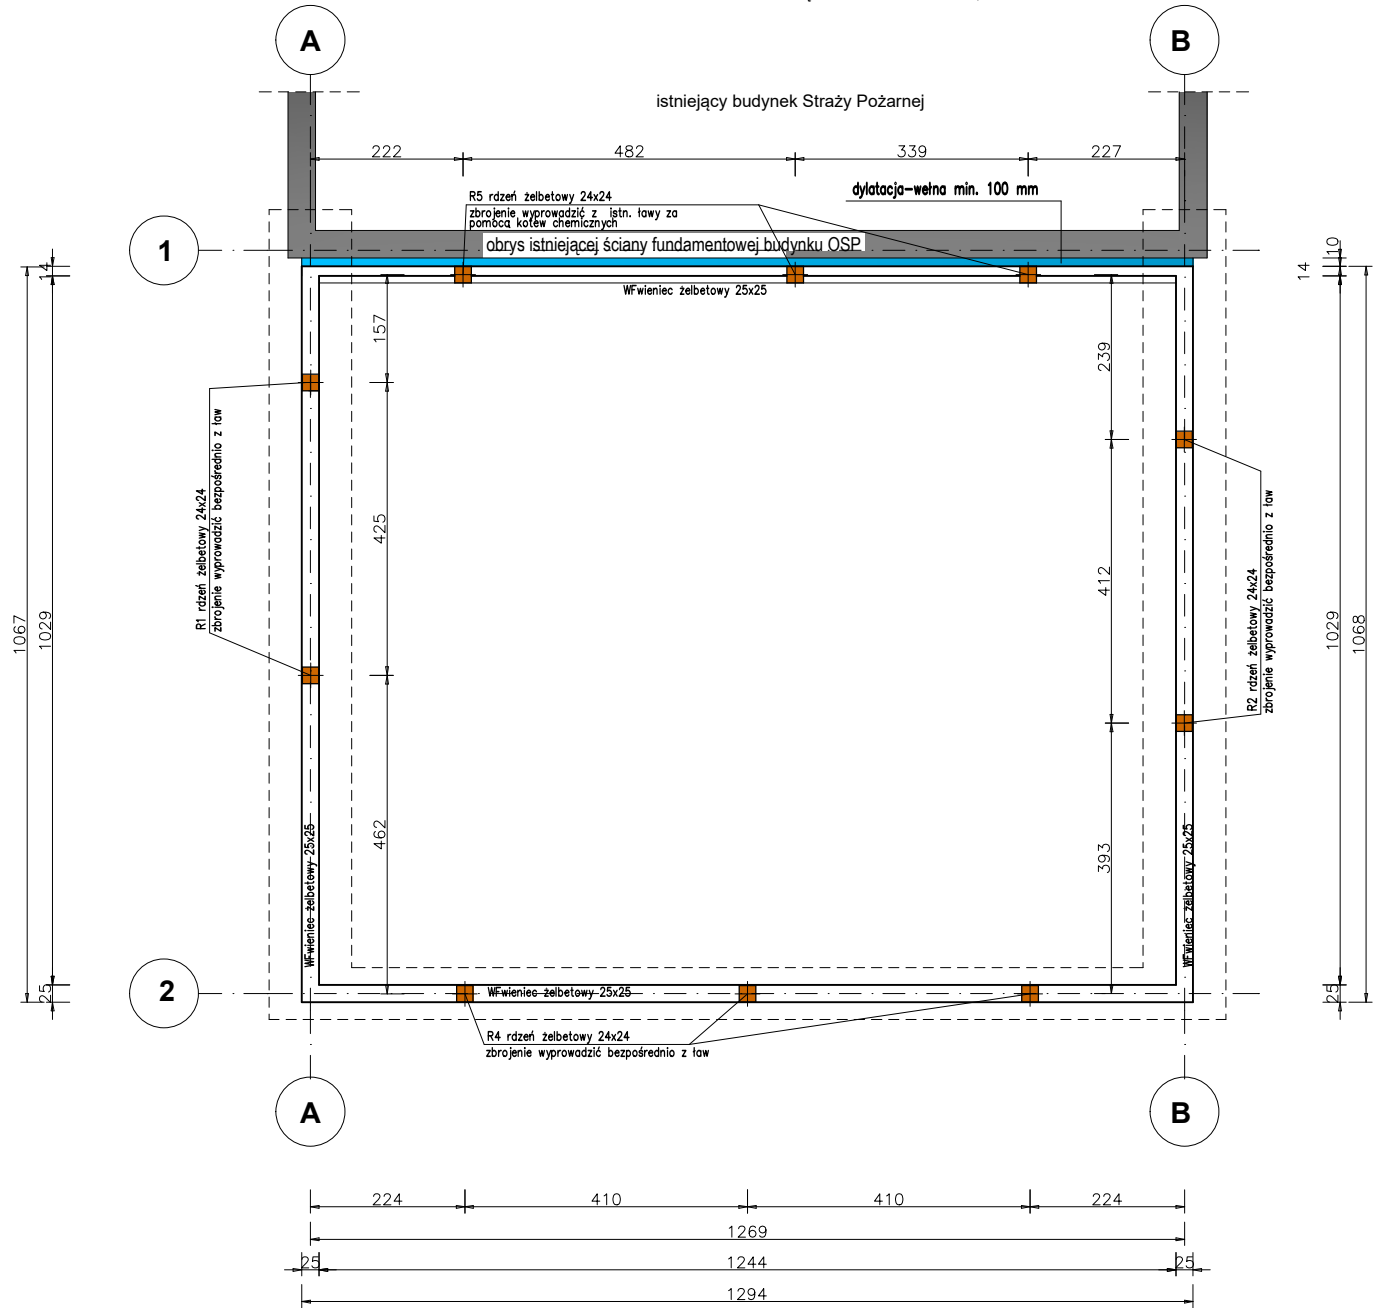 A
B
istniejący budynek Straży Pożarnej
222
482
339
227
R5 rdzeń żelbetowy 24x24
zbrojenie wyprowadzić z istn. ławy za
pomocą kotew chemicznych
dylatacja-wełna min. 100 mm
1
obrys istniejącej ściany fundamentowej budynku OSP
10
14
14
WFwieniec żelbetowy 25x25
157
239
R1 rdzeń żelbetowy 24x24
zbrojenie wyprowadzić bezpośrednio z ław
425
412
R2 rdzeń żelbetowy 24x24
zbrojenie wyprowadzić bezpośrednio z ław
1067
1029
1029
1068
462
393
WFwieniec żelbetowy 25x25
WFwieniec żelbetowy 25x25
2
25
WFwieniec żelbetowy 25x25
25
R4 rdzeń żelbetowy 24x24
zbrojenie wyprowadzić bezpośrednio z ław
A
B
224
410
410
224
1269
25
1244
25
1294